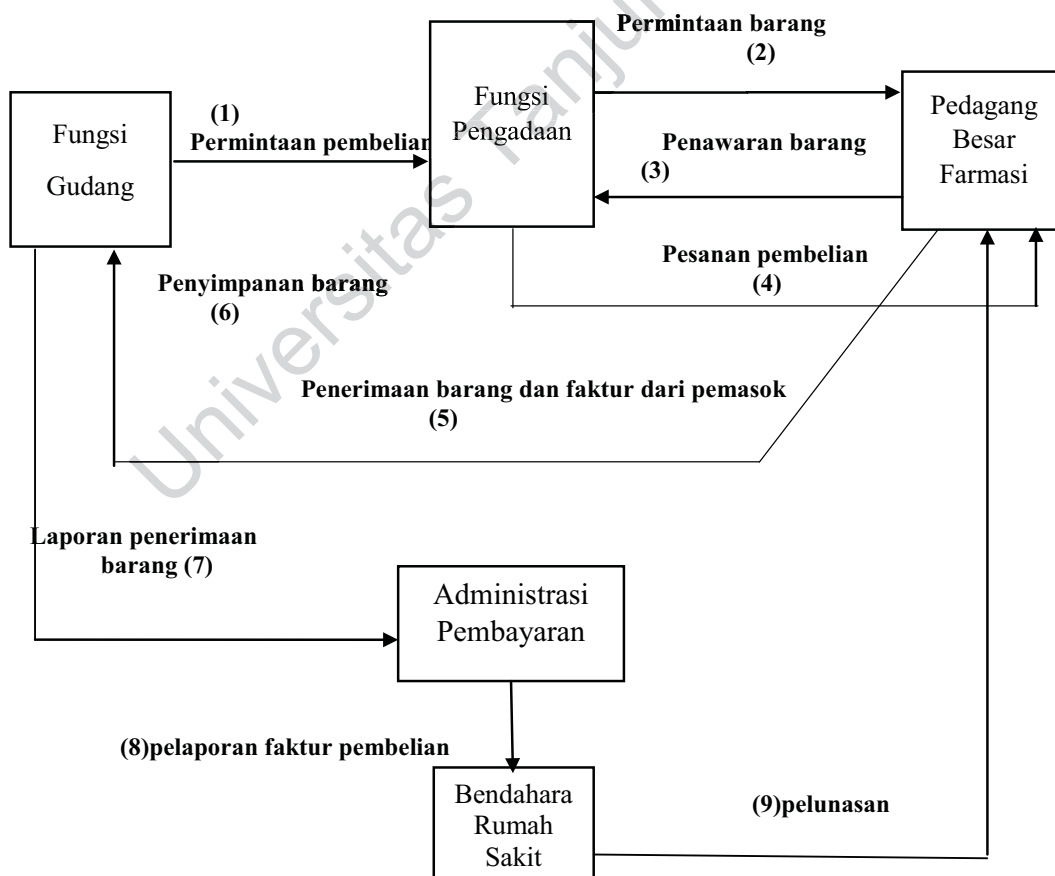 Permintaan barang
(2)
Fungsi
Gudang
(1)
Permintaan pembelian
Fungsi
Pengadaan
Penawaran barang
(3)
Pedagang
Besar
Farmasi
Pesanan pembelian
(4)
Penyimpanan barang
(6)
Penerimaan barang dan faktur dari pemasok
(5)
Laporan penerimaan
barang (7)
Administrasi
Pembayaran
(8)pelaporan faktur pembelian
Bendahara
Rumah
Sakit
(9)pelunasan
Universitas Tanju